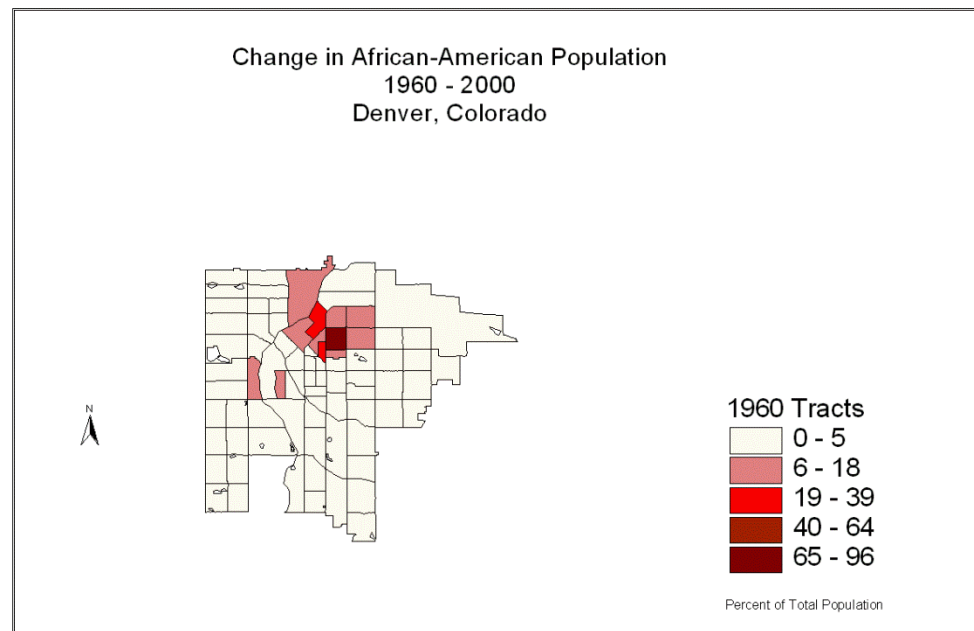 Change in African-American Population
1960 - 2000
Denver, Colorado
N
1960 Tracts
0 - 5
6 - 18
19 - 39
40 - 64
65 - 96
Percent of Total Population